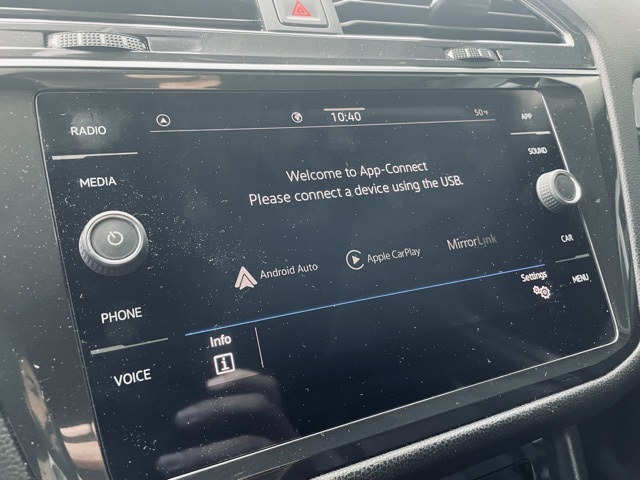 RADIO
10:40
50°F
APP
MEDIA
SOUND
Welcome to App-Connect
Please connect a device using the USB.
Android Auto
Apple CarPlay
MirrorLink
CAR
PHONE
Settings
MENU
Info
i
VOICE